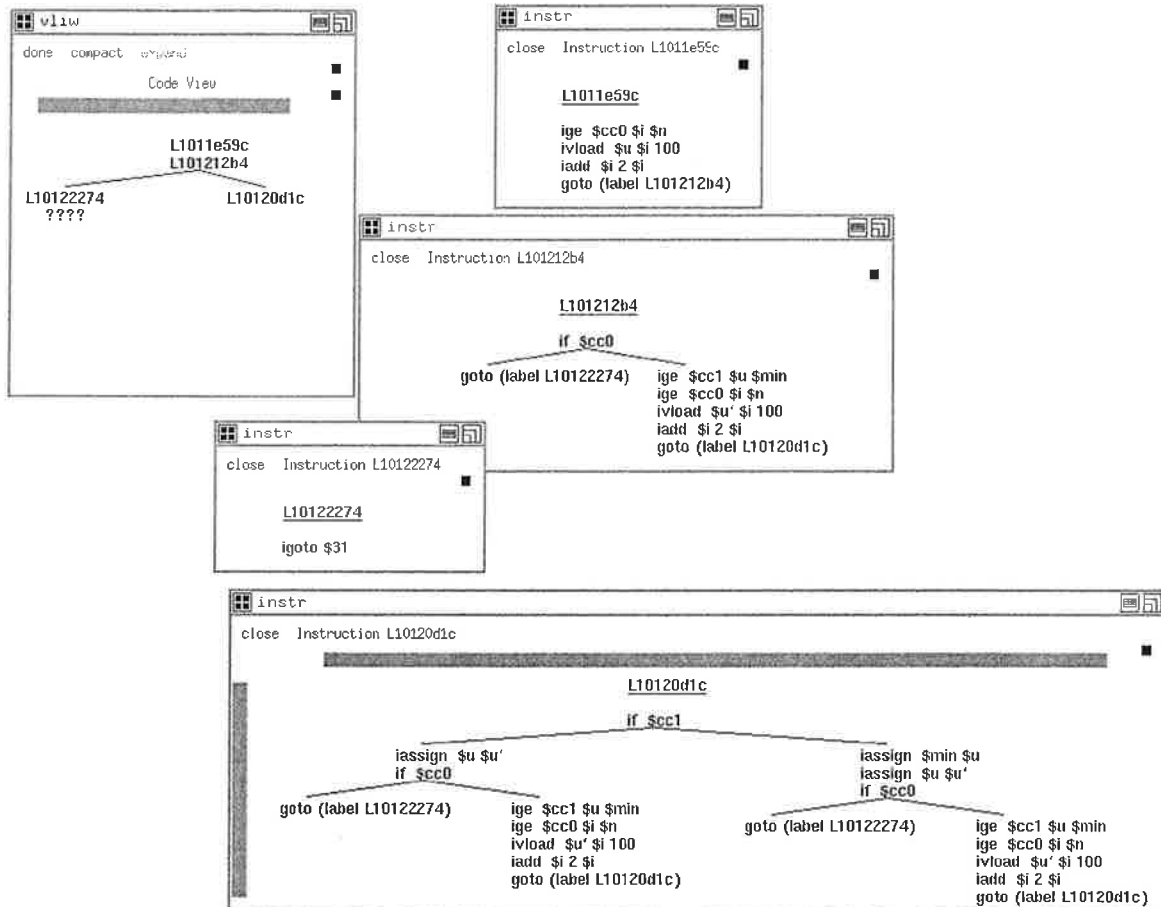 vliw
done compact expand
Code View
L1011e59c
L101212b4
L10122274 L10120d1c
????
instr
close Instruction L1011e59c
L1011e59c
ige $cc0 $i $n
ivload $u $i 100
iadd $i 2 $i
goto (label L101212b4)
instr
close Instruction L101212b4
L101212b4
if $cc0
goto (label L10122274)
ige $cc1 $u $min
ige $cc0 $i $n
ivload $u' $i 100
iadd $i 2 $i
goto (label L10120d1c)
instr
close Instruction L10122274
L10122274
igoto $31
instr
close Instruction L10120d1c
L10120d1c
if $cc1
iassign $u $u'
if $cc0
goto (label L10122274)
ige $cc1 $u $min
ige $cc0 $i $n
ivload $u' $i 100
iadd $i 2 $i
goto (label L10120d1c)
iassign $min $u
iassign $u $u'
if $cc0
goto (label L10122274)
ige $cc1 $u $min
ige $cc0 $i $n
ivload $u' $i 100
iadd $i 2 $i
goto (label L10120d1c)